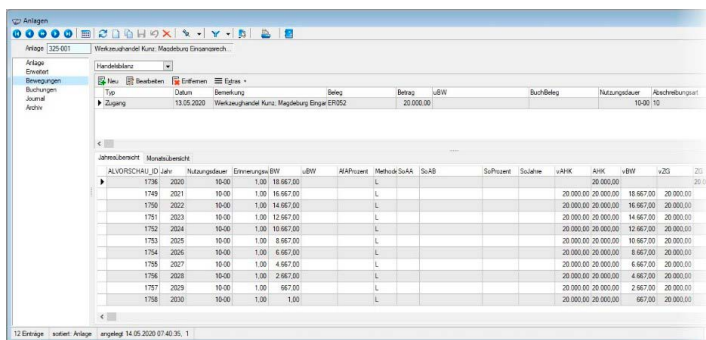 Anlagen
Anlage 325-001 Werkzeughandel Kunz, Magdeburg Eingangsrech...
Anlage
Erweitert
Bewegungen
Buchungen
Journal
Archiv
Handelsbilanz
Neu Bearbeiten Entfernen Extras
Typ Datum Bemerkung Beleg Betrag uBW BuchBeleg Nutzungsdauer Abschreibungsart
Zugang 13.05.2020 Werkzeughandel Kunz, Magdeburg Eingar ER052 20.000,00 10-00 10
Jahresübersicht Monatsübersicht
ALVORSCHAU_ID Jahr Nutzungsdauer Erinnerungsw BW uBW AfAProzent Methode SoAA SoAB SoProzent SoJahre vAHK AHK vBW vZG ZG
1736 2020 10-00 1,00 18.667,00 L 20.000,00
1749 2021 10-00 1,00 16.667,00 L 20.000,00 20.000,00 18.667,00 20.000,00
1750 2022 10-00 1,00 14.667,00 L 20.000,00 20.000,00 16.667,00 20.000,00
1751 2023 10-00 1,00 12.667,00 L 20.000,00 20.000,00 14.667,00 20.000,00
1752 2024 10-00 1,00 10.667,00 L 20.000,00 20.000,00 12.667,00 20.000,00
1753 2025 10-00 1,00 8.667,00 L 20.000,00 20.000,00 10.667,00 20.000,00
1754 2026 10-00 1,00 6.667,00 L 20.000,00 20.000,00 8.667,00 20.000,00
1755 2027 10-00 1,00 4.667,00 L 20.000,00 20.000,00 6.667,00 20.000,00
1756 2028 10-00 1,00 2.667,00 L 20.000,00 20.000,00 4.667,00 20.000,00
1757 2029 10-00 1,00 667,00 L 20.000,00 20.000,00 2.667,00 20.000,00
1758 2030 10-00 1,00 1,00 L 20.000,00 20.000,00 667,00 20.000,00
12 Einträge sortiert: Anlage angelegt 14.05.2020 07:40:35, 1